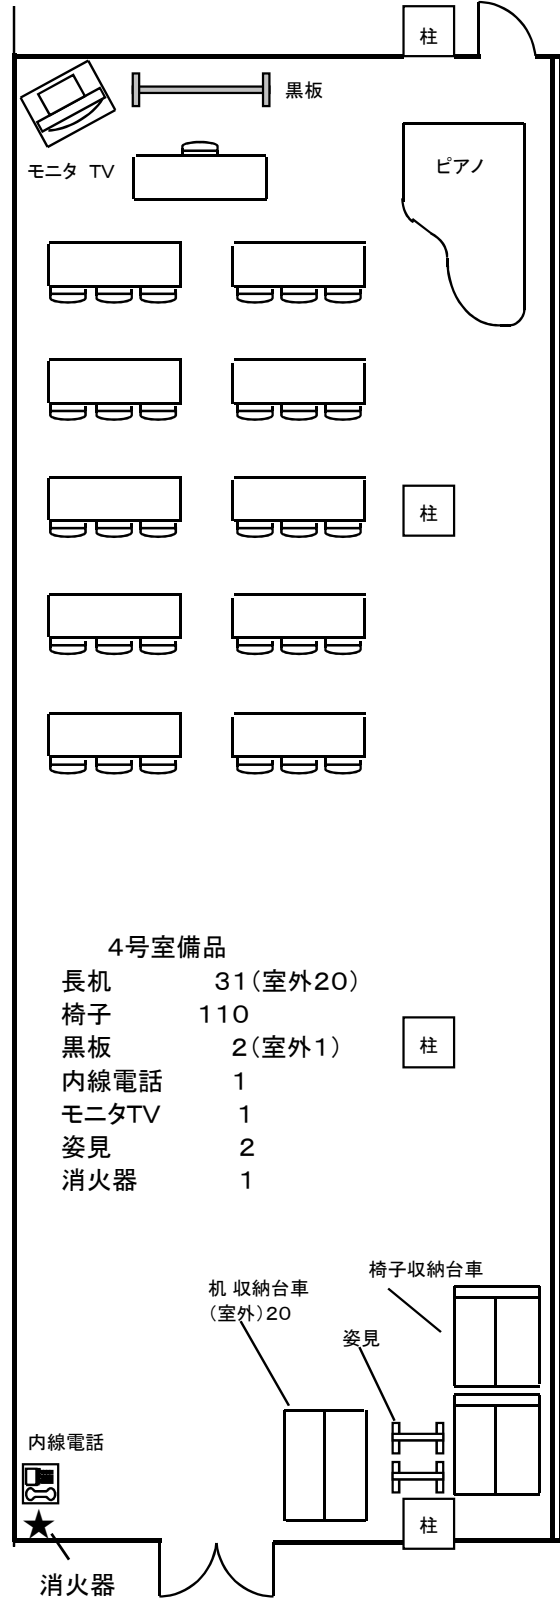 柱
黒板
モニタ TV
ピアノ
柱
4号室備品
長机 31(室外20)
椅子 110
黒板 2(室外1)
内線電話 1
モニタTV 1
姿見 2
消火器 1
柱
椅子収納台車
机 収納台車
(室外)20
姿見
内線電話
柱
消火器